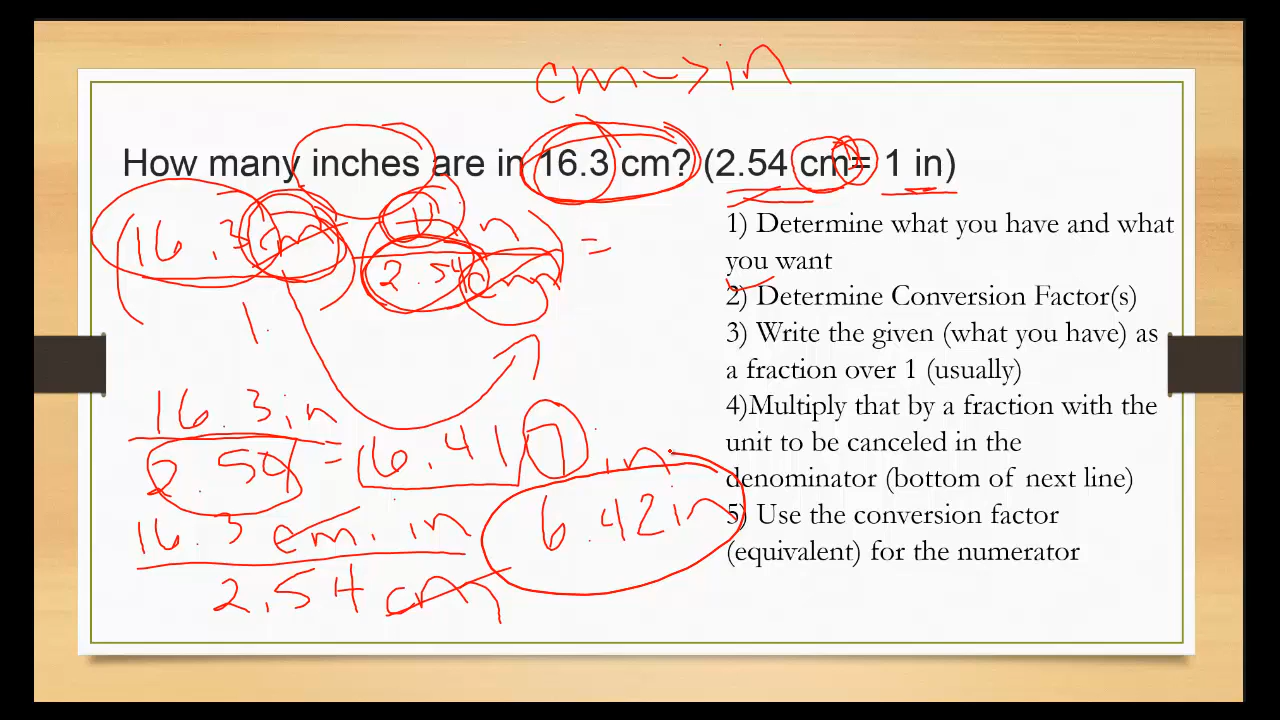 cm -> in
How many inches are in 16.3 cm? (2.54 cm = 1 in)
(16.3 cm / 1) (1 in / 2.54 cm) =
16.3 in / 2.54 = 6.417 in
16.3 cm . in / 2.54 cm
6.42 in
1) Determine what you have and what
you want
2) Determine Conversion Factor(s)
3) Write the given (what you have) as
a fraction over 1 (usually)
4)Multiply that by a fraction with the
unit to be canceled in the
denominator (bottom of next line)
5) Use the conversion factor
(equivalent) for the numerator